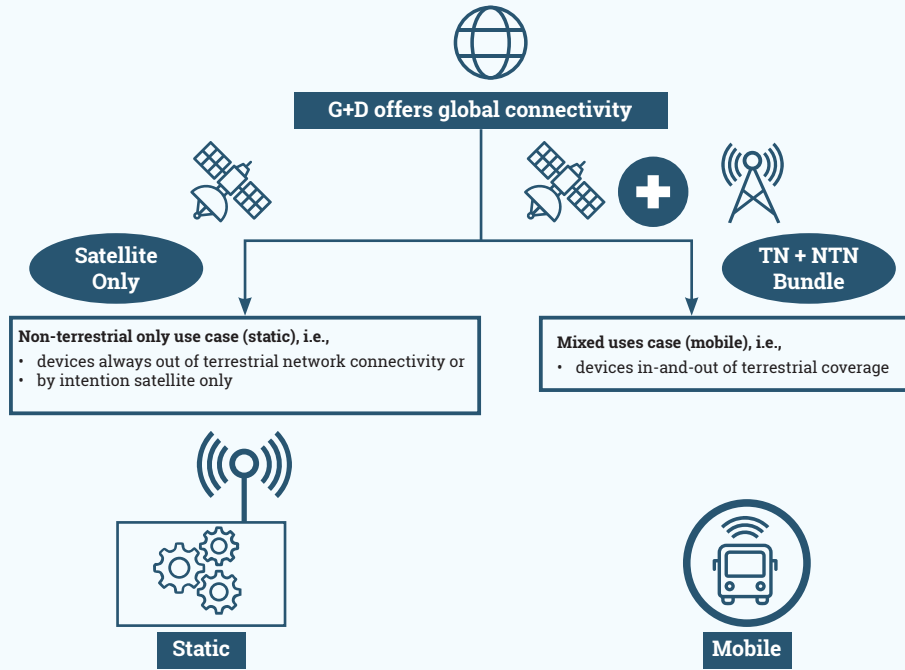 G+D offers global connectivity
Satellite
Only
TN + NTN
Bundle
Non-terrestrial only use case (static), i.e.,
• devices always out of terrestrial network connectivity or
• by intention satellite only
Mixed uses case (mobile), i.e.,
• devices in-and-out of terrestrial coverage
Static
Mobile